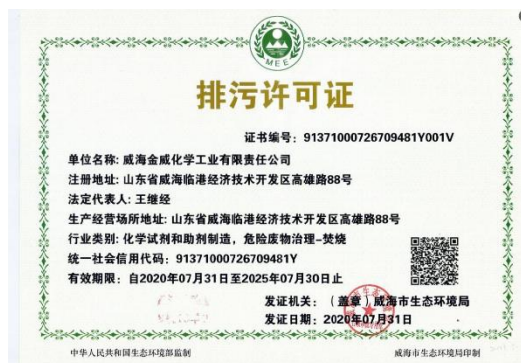 MEE
排污许可证
证书编号：91371000726709481Y001V
单位名称：威海金威化学工业有限责任公司
注册地址：山东省威海临港经济技术开发区高雄路88号
法定代表人：王继经
生产经营场所地址：山东省威海临港经济技术开发区高雄路88号
行业类别：化学试剂和助剂制造，危险废物治理-焚烧
统一社会信用代码：91371000726709481Y
有效期限：自2020年07月31日至2025年07月30日止
发证机关：（盖章）威海市生态环境局
发证日期：2020年07月31日
中华人民共和国生态环境部监制
威海市生态环境局印制